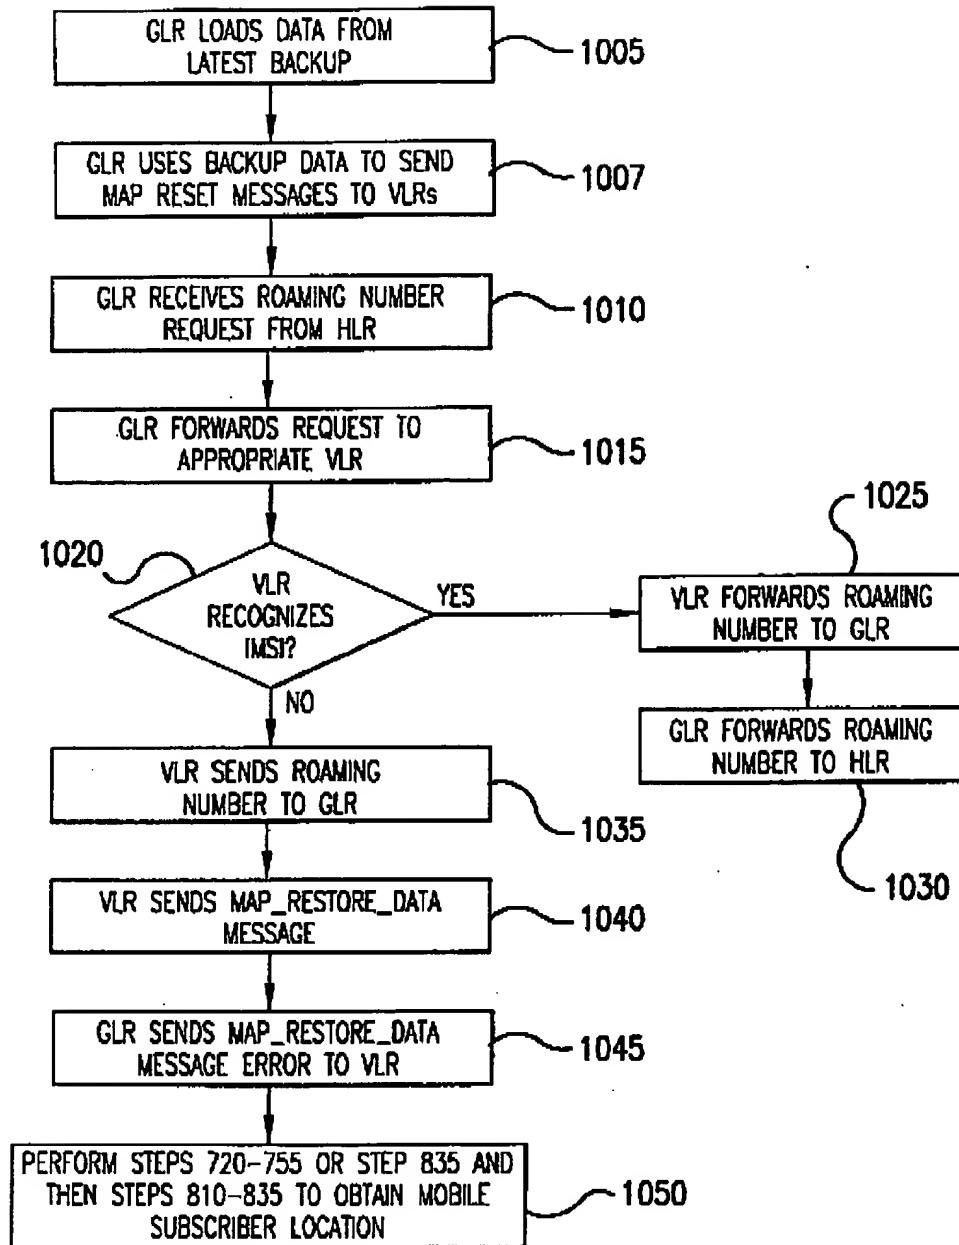 GLR LOADS DATA FROM
LATEST BACKUP
1005
GLR USES BACKUP DATA TO SEND
MAP RESET MESSAGES TO VLRs
1007
GLR RECEIVES ROAMING NUMBER
REQUEST FROM HLR
1010
GLR FORWARDS REQUEST TO
APPROPRIATE VLR
1015
1020
VLR
RECOGNIZES
IMSI?
YES
NO
1025
VLR FORWARDS ROAMING
NUMBER TO GLR
GLR FORWARDS ROAMING
NUMBER TO HLR
1030
VLR SENDS ROAMING
NUMBER TO GLR
1035
VLR SENDS MAP_RESTORE_DATA
MESSAGE
1040
GLR SENDS MAP_RESTORE_DATA
MESSAGE ERROR TO VLR
1045
PERFORM STEPS 720-755 OR STEP 835 AND
THEN STEPS 810-835 TO OBTAIN MOBILE
SUBSCRIBER LOCATION
1050